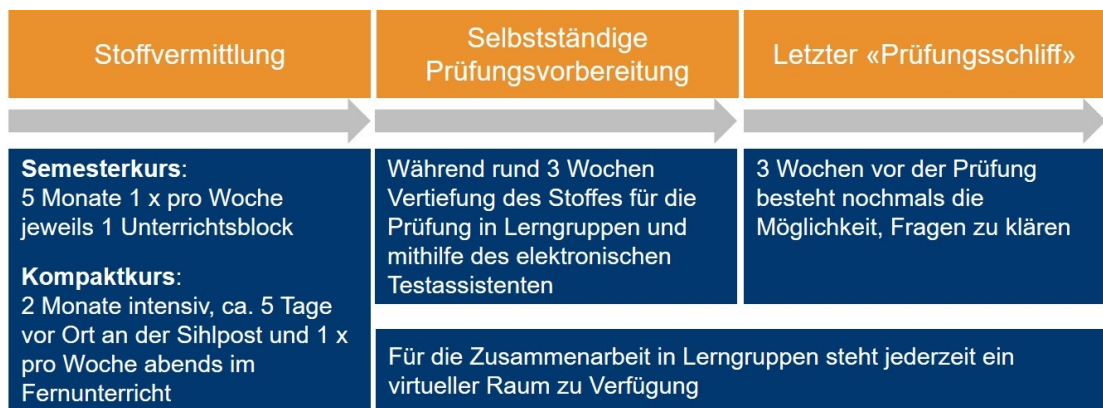 Stoffvermittlung
Selbstständige
Prüfungsvorbereitung
Letzter «Prüfungsschliff»
Semesterkurs:
5 Monate 1 x pro Woche
jeweils 1 Unterrichtsblock
Kompaktkurs:
2 Monate intensiv, ca. 5 Tage
vor Ort an der Sihlpost und 1 x
pro Woche abends im
Fernunterricht
Während rund 3 Wochen
Vertiefung des Stoffes für die
Prüfung in Lerngruppen und
mithilfe des elektronischen
Testassistenten
3 Wochen vor der Prüfung
besteht nochmals die
Möglichkeit, Fragen zu klären
Für die Zusammenarbeit in Lerngruppen steht jederzeit ein
virtueller Raum zu Verfügung